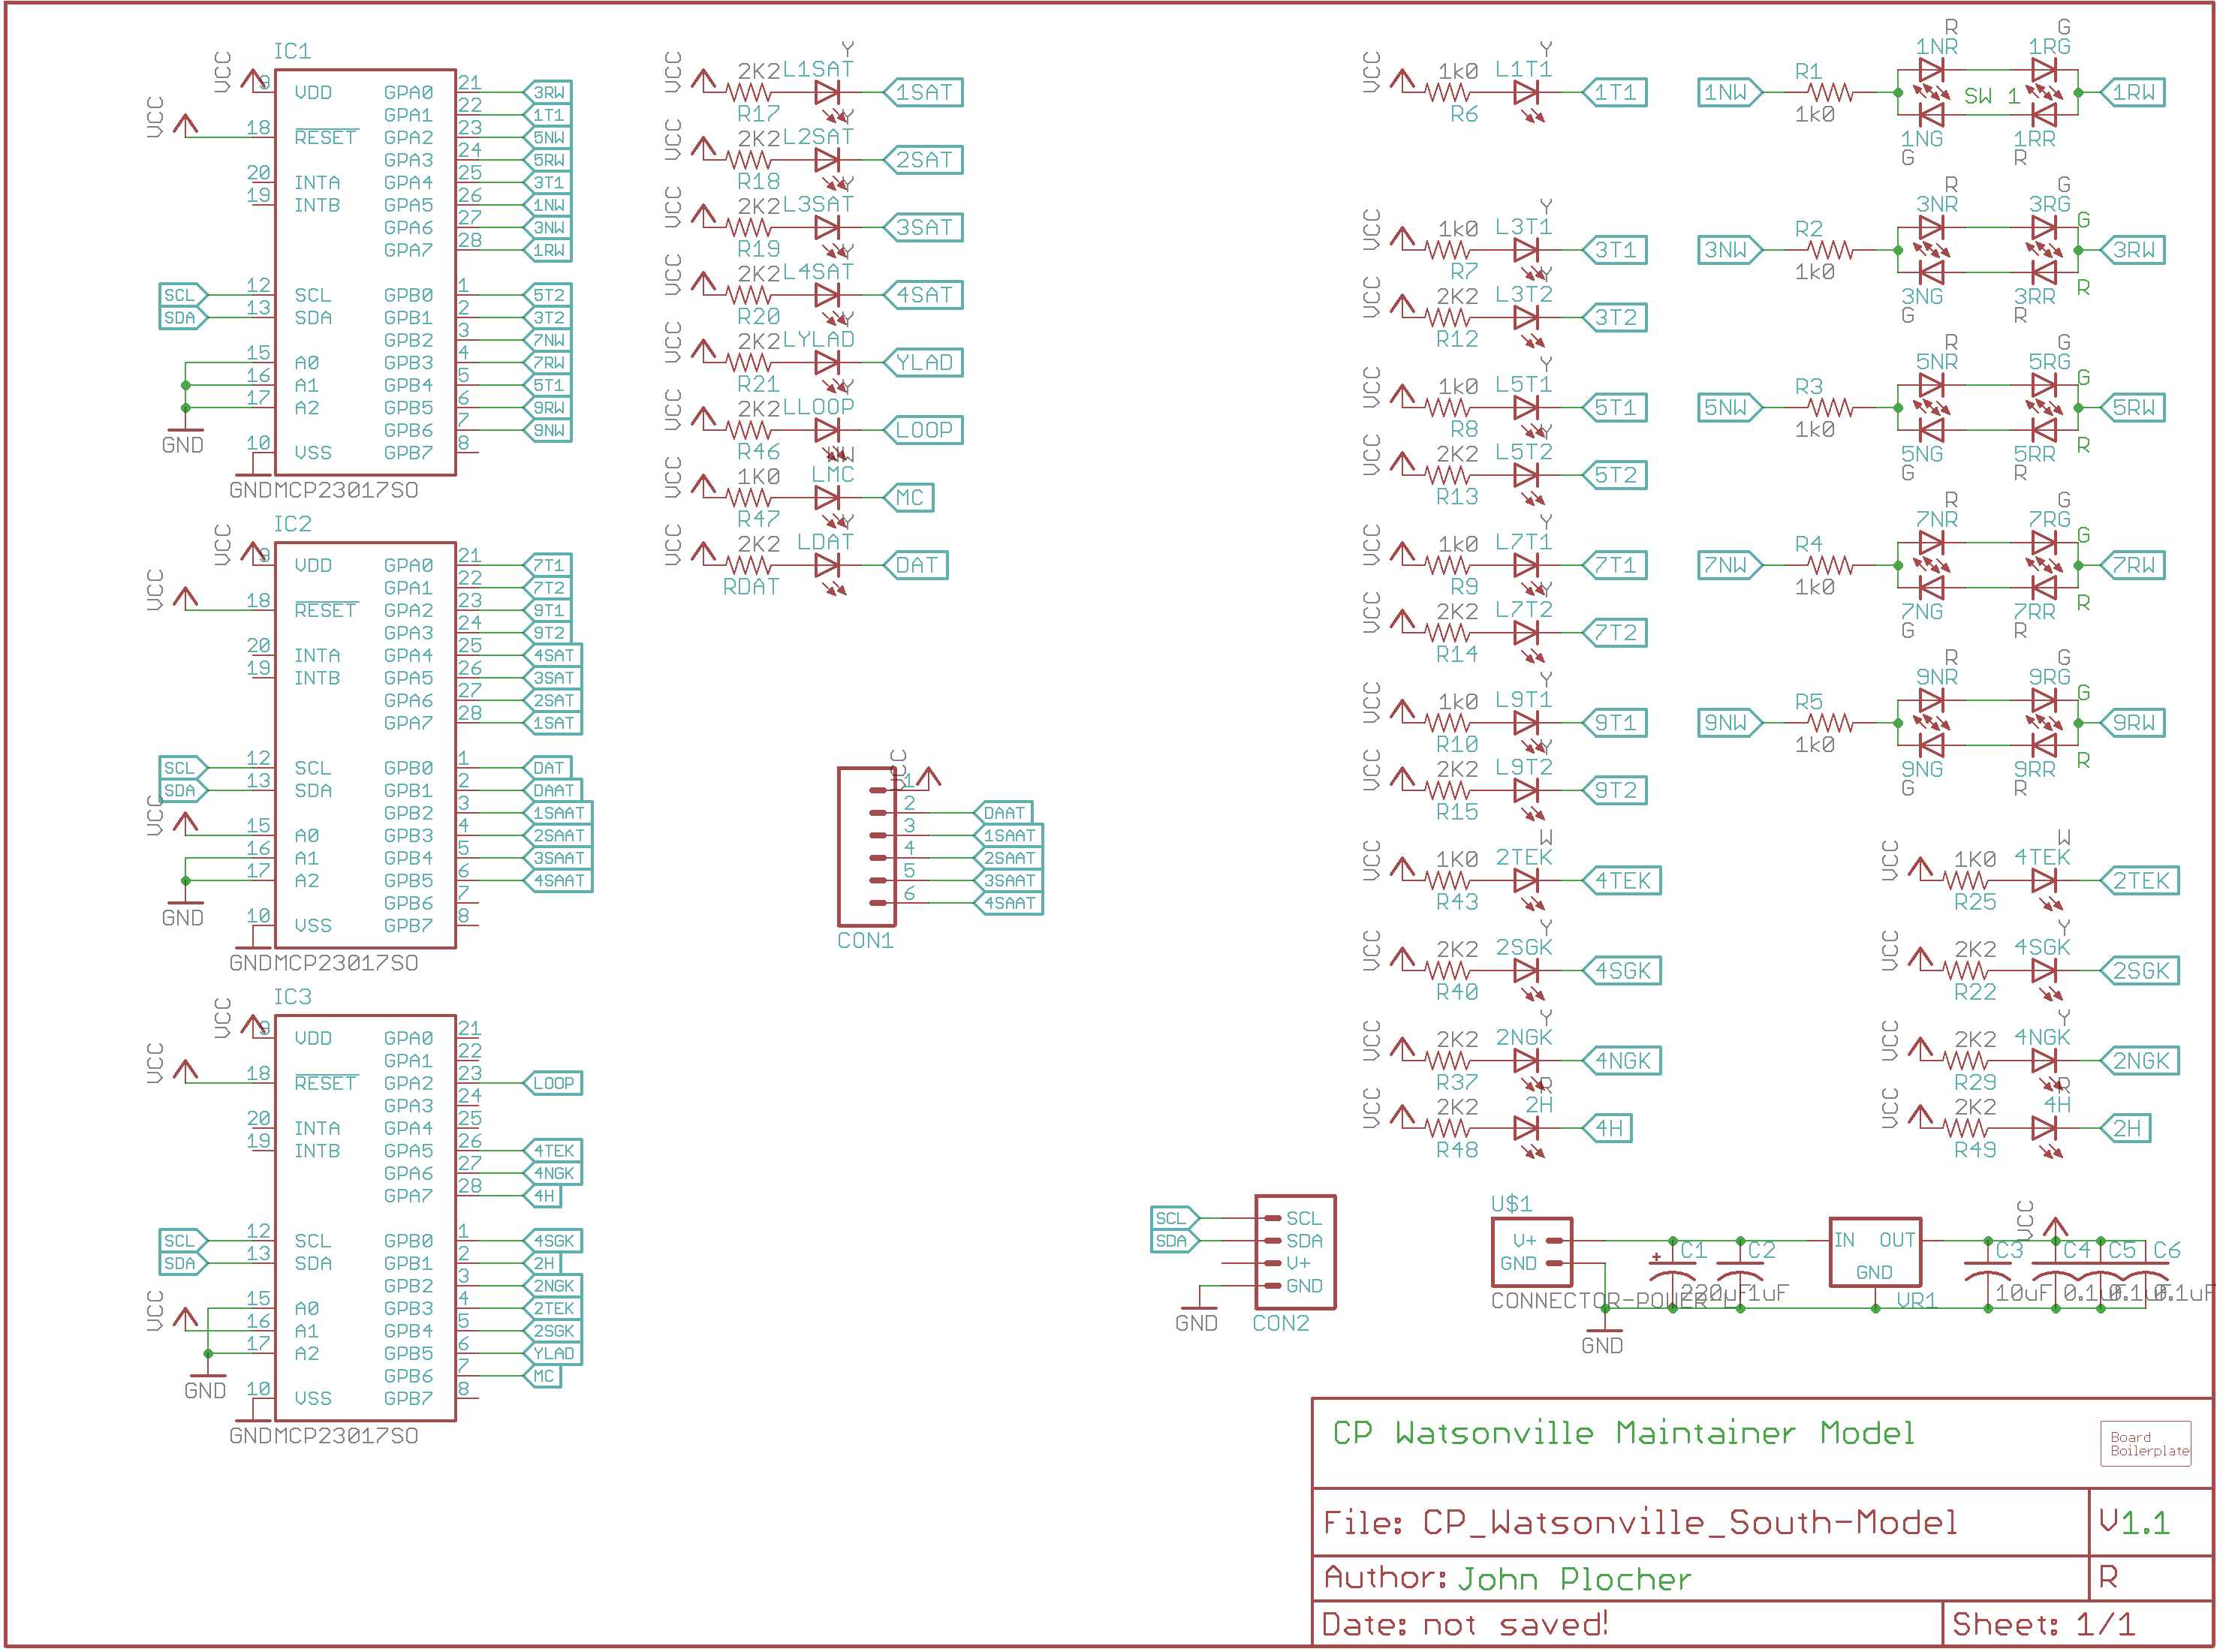 IC1
VCC
VCC
9 VDD GPA0 21 3RW
GPA1 22 1T1
18 RESET GPA2 23 5NW
GPA3 24 5RW
20 INTA GPA4 25 3T1
19 INTB GPA5 26 1NW
GPA6 27 3NW
GPA7 28 1RW
SCL 12 SCL GPB0 1 5T2
SDA 13 SDA GPB1 2 3T2
GPB2 3 7NW
15 A0 GPB3 4 7RW
16 A1 GPB4 5 5T1
17 A2 GPB5 6 9RW
GPB6 7 9NW
GND 10 VSS GPB7 8
GND MCP23017SO
IC2
VCC
VCC
9 VDD GPA0 21 7T1
GPA1 22 7T2
18 RESET GPA2 23 9T1
GPA3 24 9T2
20 INTA GPA4 25 4SAT
19 INTB GPA5 26 3SAT
GPA6 27 2SAT
GPA7 28 1SAT
SCL 12 SCL GPB0 1 DAT
SDA 13 SDA GPB1 2 DAAT
VCC GPB2 3 1SAAT
15 A0 GPB3 4 2SAAT
16 A1 GPB4 5 3SAAT
17 A2 GPB5 6 4SAAT
GPB6 7
GND 10 VSS GPB7 8
GND MCP23017SO
IC3
VCC
VCC
9 VDD GPA0 21
GPA1 22
18 RESET GPA2 23 LOOP
GPA3 24
20 INTA GPA4 25
19 INTB GPA5 26 4TEK
GPA6 27 4NGK
GPA7 28 4H
SCL 12 SCL GPB0 1 4SGK
SDA 13 SDA GPB1 2 2H
VCC GPB2 3 2NGK
15 A0 GPB3 4 2TEK
16 A1 GPB4 5 2SGK
17 A2 GPB5 6 YLAD
GPB6 7 MC
GND 10 VSS GPB7 8
GND MCP23017SO
VCC 2K2 R17 L1SAT Y 1SAT
VCC 2K2 R18 L2SAT Y 2SAT
VCC 2K2 R19 L3SAT Y 3SAT
VCC 2K2 R20 L4SAT Y 4SAT
VCC 2K2 R21 LYLAD Y YLAD
VCC 2K2 R46 LLOOP Y LOOP
VCC 1K0 R47 LMC MC
VCC 2K2 RDAT LDAT Y DAT
VCC 1
2 DAAT
3 1SAAT
4 2SAAT
5 3SAAT
6 4SAAT
CON1
VCC 1k0 R6 L1T1 Y 1T1
VCC 1k0 R7 L3T1 Y 3T1
VCC 2K2 R12 L3T2 Y 3T2
VCC 1k0 R8 L5T1 Y 5T1
VCC 2K2 R13 L5T2 Y 5T2
VCC 1k0 R9 L7T1 Y 7T1
VCC 2K2 R14 L7T2 Y 7T2
VCC 1k0 R10 L9T1 Y 9T1
VCC 2K2 R15 L9T2 Y 9T2
VCC 1K0 R43 2TEK W 4TEK
VCC 2K2 R40 2SGK Y 4SGK
VCC 2K2 R37 2NGK Y 4NGK
VCC 2K2 R48 2H R 4H
R G
1NR 1RG
1NW R1 1k0 SW 1 1RW
1NG 1RR
G R
R G
3NR 3RG
G
3NW R2 1k0 3RW
3NG 3RR R
G R
R G
5NR 5RG
G
5NW R3 1k0 5RW
5NG 5RR R
G R
R G
7NR 7RG
G
7NW R4 1k0 7RW
7NG 7RR R
G R
R G
9NR 9RG
G
9NW R5 1k0 9RW
9NG 9RR R
G R
VCC 1K0 R25 4TEK W 2TEK
VCC 2K2 R22 4SGK Y 2SGK
VCC 2K2 R29 4NGK Y 2NGK
VCC 2K2 R49 4H R 2H
SCL SCL
SDA SDA
V+
GND
GND CON2
U$1
V+
GND
CONNECTOR-POWER
GND
+ C1 220uF
C2 1uF
IN OUT
GND
VR1
VCC
C3 10uF
C4 0.1uF
C5 0.1uF
C6 0.1uF
CP Watsonville Maintainer Model
Board
Boilerplate
File: CP_Watsonville_South-Model
V1.1
Author: John Plocher
R
Date: not saved!
Sheet: 1/1